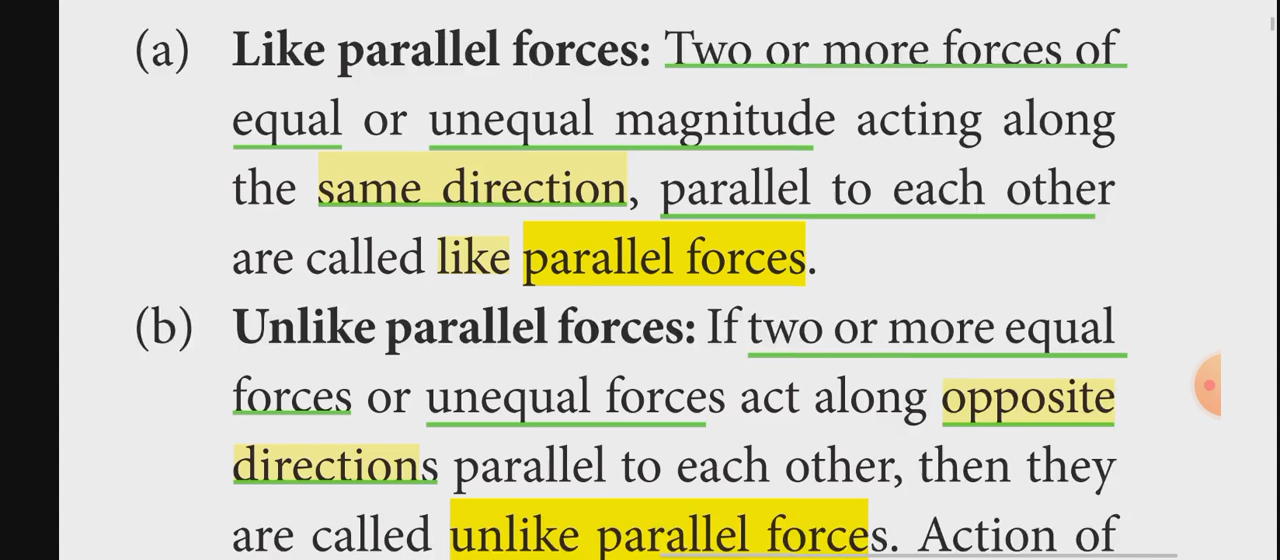 (a) Like parallel forces: Two or more forces of
equal or unequal magnitude acting along
the same direction, parallel to each other
are called like parallel forces.
(b) Unlike parallel forces: If two or more equal
forces or unequal forces act along opposite
directions parallel to each other, then they
are called unlike parallel forces. Action of